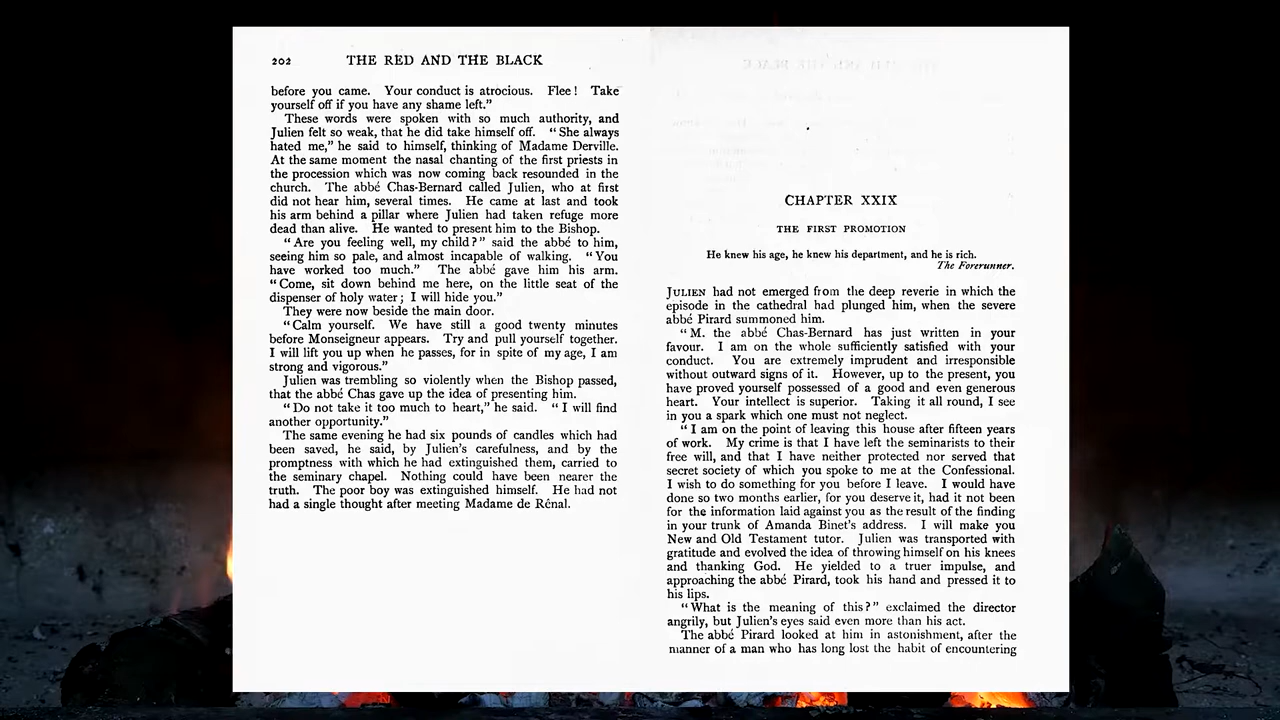 202 THE RED AND THE BLACK
before you came. Your conduct is atrocious. Flee! Take
yourself off if you have any shame left.”
These words were spoken with so much authority, and
Julien felt so weak, that he did take himself off. “She always
hated me,” he said to himself, thinking of Madame Derville.
At the same moment the nasal chanting of the first priests in
the procession which was now coming back resounded in the
church. The abbé Chas-Bernard called Julien, who at first
did not hear him, several times. He came at last and took
his arm behind a pillar where Julien had taken refuge more
dead than alive. He wanted to present him to the Bishop.
“Are you feeling well, my child?” said the abbé to him,
seeing him so pale, and almost incapable of walking. “You
have worked too much.” The abbé gave him his arm.
“Come, sit down behind me here, on the little seat of the
dispenser of holy water; I will hide you.”
They were now beside the main door.
“Calm yourself. We have still a good twenty minutes
before Monseigneur appears. Try and pull yourself together.
I will lift you up when he passes, for in spite of my age, I am
strong and vigorous.”
Julien was trembling so violently when the Bishop passed,
that the abbé Chas gave up the idea of presenting him.
“Do not take it too much to heart,” he said. “I will find
another opportunity.”
The same evening he had six pounds of candles which had
been saved, he said, by Julien’s carefulness, and by the
promptness with which he had extinguished them, carried to
the seminary chapel. Nothing could have been nearer the
truth. The poor boy was extinguished himself. He had not
had a single thought after meeting Madame de Rênal.
CHAPTER XXIX
THE FIRST PROMOTION
He knew his age, he knew his department, and he is rich.
The Forerunner.
JULIEN had not emerged from the deep reverie in which the
episode in the cathedral had plunged him, when the severe
abbé Pirard summoned him.
“M. the abbé Chas-Bernard has just written in your
favour. I am on the whole sufficiently satisfied with your
conduct. You are extremely imprudent and irresponsible
without outward signs of it. However, up to the present, you
have proved yourself possessed of a good and even generous
heart. Your intellect is superior. Taking it all round, I see
in you a spark which one must not neglect.
“I am on the point of leaving this house after fifteen years
of work. My crime is that I have left the seminarists to their
free will, and that I have neither protected nor served that
secret society of which you spoke to me at the Confessional.
I wish to do something for you before I leave. I would have
done so two months earlier, for you deserve it, had it not been
for the information laid against you as the result of the finding
in your trunk of Amanda Binet’s address. I will make you
New and Old Testament tutor. Julien was transported with
gratitude and evolved the idea of throwing himself on his knees
and thanking God. He yielded to a truer impulse, and
approaching the abbé Pirard, took his hand and pressed it to
his lips.
“What is the meaning of this?” exclaimed the director
angrily, but Julien’s eyes said even more than his act.
The abbé Pirard looked at him in astonishment, after the
manner of a man who has long lost the habit of encountering